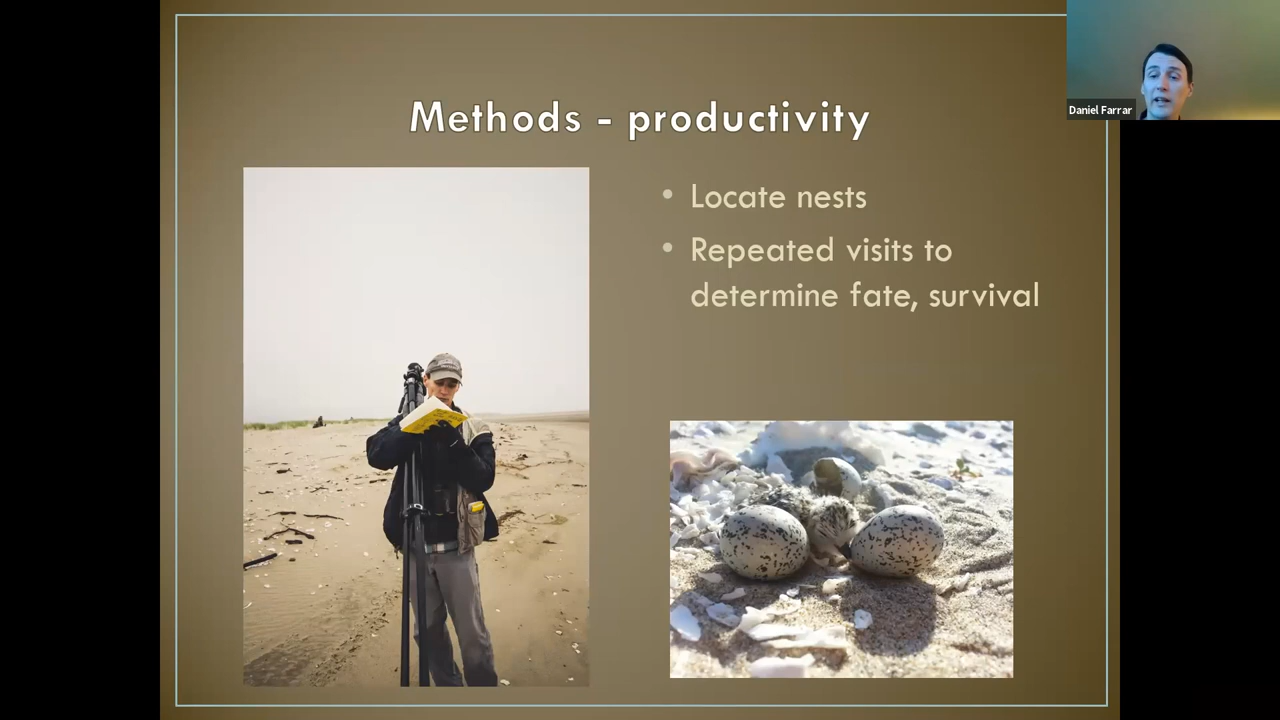 Methods - productivity
Daniel Farrar
• Locate nests
• Repeated visits to
determine fate, survival